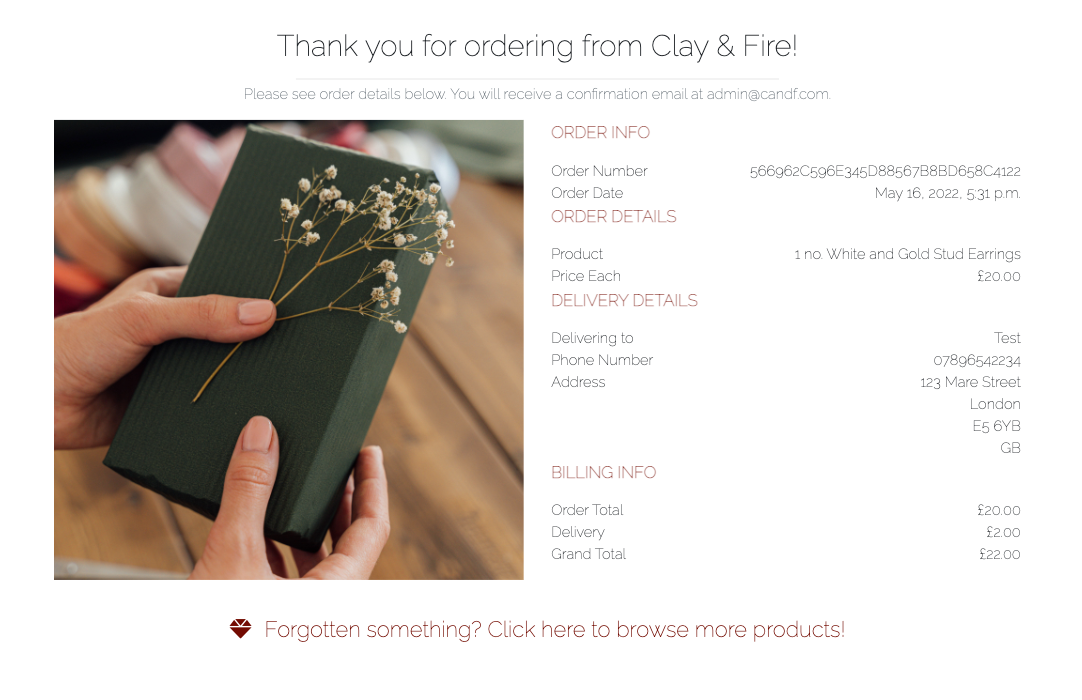 Thank you for ordering from Clay & Fire!
Please see order details below. You will receive a confirmation email at admin@candf.com.
ORDER INFO
Order Number 566962C596E345D88567B8BD658C4122
Order Date May 16, 2022, 5:31 p.m.
ORDER DETAILS
Product 1 no. White and Gold Stud Earrings
Price Each £20.00
DELIVERY DETAILS
Delivering to Test
Phone Number 07896542234
Address 123 Mare Street
London
E5 6YB
GB
BILLING INFO
Order Total £20.00
Delivery £2.00
Grand Total £22.00
Forgotten something? Click here to browse more products!